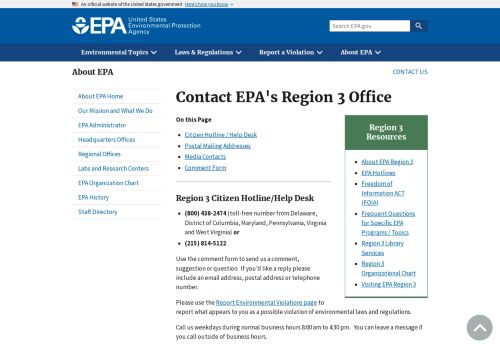 An official website of the United States government Here's how you know
EPA United States
Environmental Protection
Agency
Search EPA.gov
Environmental Topics Laws & Regulations Report a Violation About EPA
About EPA
CONTACT US
About EPA Home
Our Mission and What We Do
EPA Administrator
Headquarters Offices
Regional Offices
Labs and Research Centers
EPA Organization Chart
EPA History
Staff Directory
Contact EPA's Region 3 Office
On this Page
• Citizen Hotline / Help Desk
• Postal Mailing Addresses
• Media Contacts
• Comment Form
Region 3 Citizen Hotline/Help Desk
• (800) 438-2474 (toll-free number from Delaware,
District of Columbia, Maryland, Pennsylvania, Virginia
and West Virginia) or
• (215) 814-5122
Use the comment form to send us a comment,
suggestion or question. If you'd like a reply please
include an email address, postal address or telephone
number.
Please use the Report Environmental Violations page to
report what appears to you as a possible violation of environmental laws and regulations.
Call us weekdays during normal business hours 8:00 am to 4:30 pm. You can leave a message if
you call outside of business hours.
Region 3
Resources
• About EPA Region 3
• EPA Hotlines
• Freedom of
Information ACT
(FOIA)
• Frequent Questions
for Specific EPA
Programs / Topics
• Region 3 Library
Services
• Region 3
Organizational Chart
• Visiting EPA Region 3